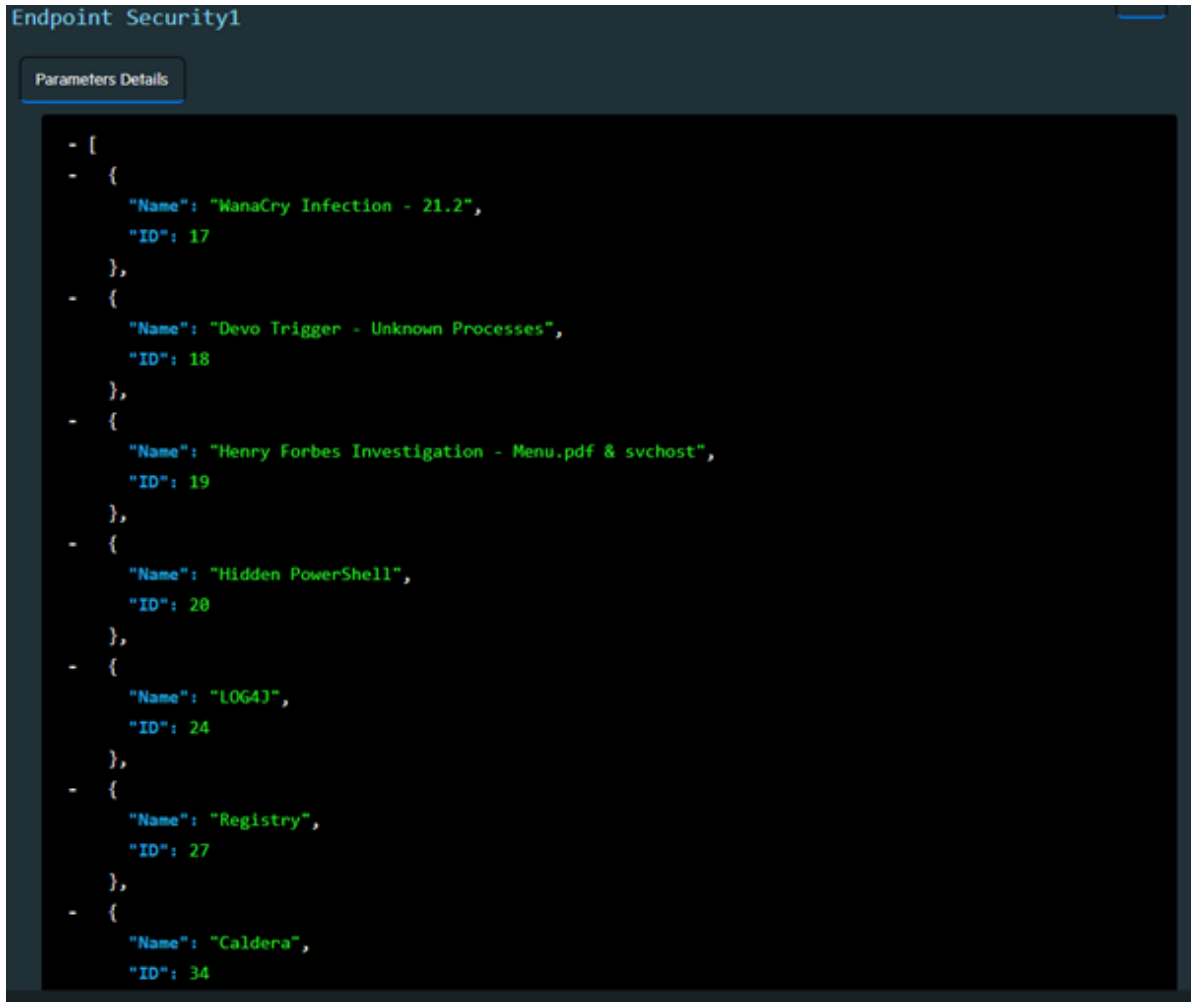 Endpoint Security1
Parameters Details
- [
- {
"Name": "WanaCry Infection - 21.2",
"ID": 17
},
- {
"Name": "Devo Trigger - Unknown Processes",
"ID": 18
},
- {
"Name": "Henry Forbes Investigation - Menu.pdf & svchost",
"ID": 19
},
- {
"Name": "Hidden PowerShell",
"ID": 20
},
- {
"Name": "LOG4J",
"ID": 24
},
- {
"Name": "Registry",
"ID": 27
},
- {
"Name": "Caldera",
"ID": 34